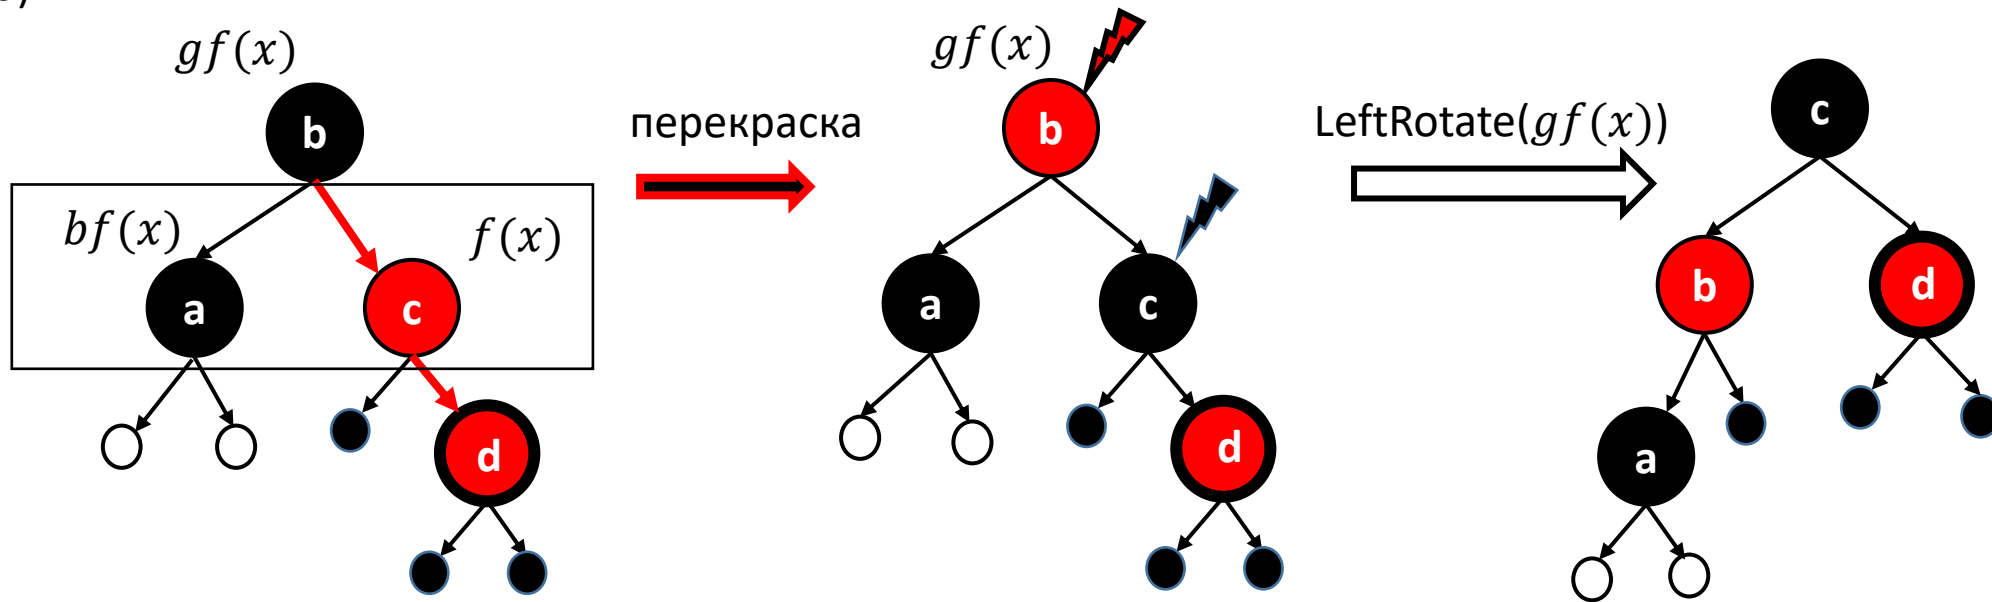 gf(x)
b
bf(x)
f(x)
a
c
d
перекраска
gf(x)
b
a
c
d
LeftRotate(gf(x))
c
b
d
a